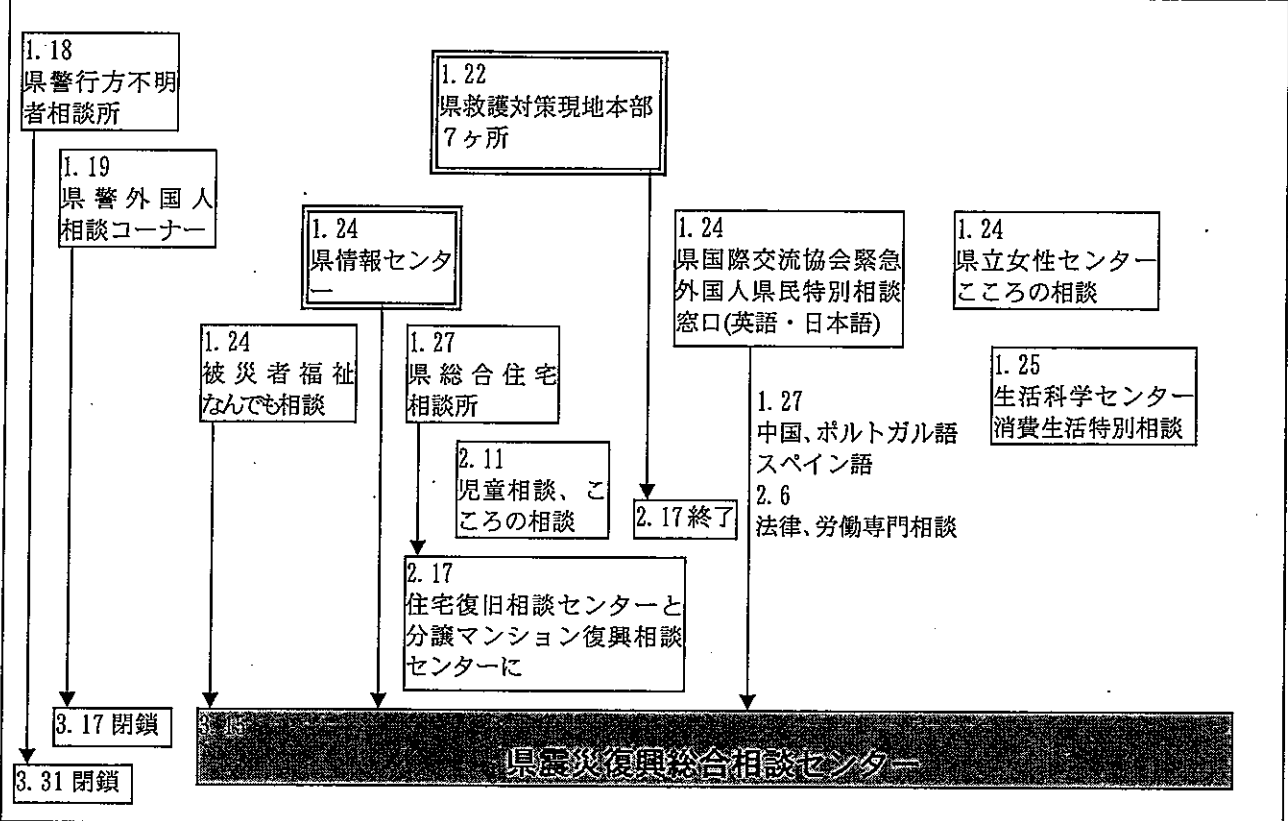 1. 18
県警行方不明
者相談所
1. 19
県警外国人
相談コーナー
1. 22
県救護対策現地本部
7ヶ所
1. 24
県情報センタ
ー
1. 24
県国際交流協会緊急
外国人県民特別相談
窓口(英語・日本語)
1. 24
県立女性センター
こころの相談
1. 24
被災者福祉
なんでも相談
1. 27
県総合住宅
相談所
1. 25
生活科学センター
消費生活特別相談
1. 27
中国、ポルトガル語
スペイン語
2. 6
法律、労働専門相談
2. 11
児童相談、こ
ころの相談
2. 17 終了
2. 17
住宅復旧相談センターと
分譲マンション復興相談
センターに
3. 17 閉鎖
3. 31 閉鎖
県震災復興総合相談センター